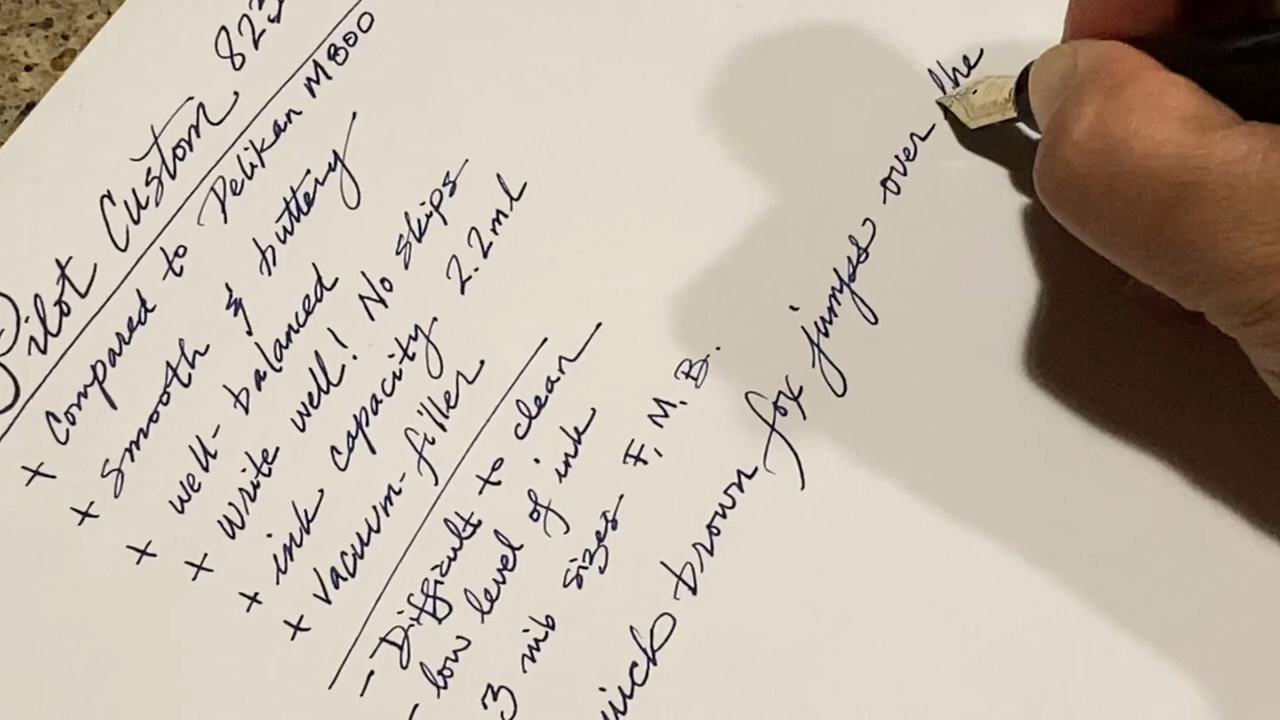 Pilot Custom 823
+ Compared to Pelikan M800
+ smooth & buttery
+ well-balanced
+ write well! No skips
+ ink capacity 2.2ml
+ vacuum-filler
- Difficult to clean
- low level of ink
3 nib sizes F, M, B.
uick brown fox jumps over the